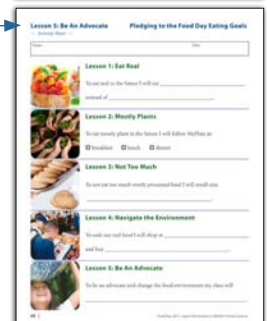 Lesson 5: Be An Advocate Pledging to the Food Day Eating Goals
Activity Sheet
Name Date
Lesson 1: Eat Real
To eat real in the future I will eat
instead of
Lesson 2: Mostly Plants
To eat mostly plant in the future I will follow MyPlate at:
breakfast lunch dinner
Lesson 3: Not Too Much
To not eat too much overly processed food I will avoid
Lesson 4: Navigate the Environment
To seek out real food I will shop at
and buy
Lesson 5: Be An Advocate
To be an advocate and change the food environment my class will